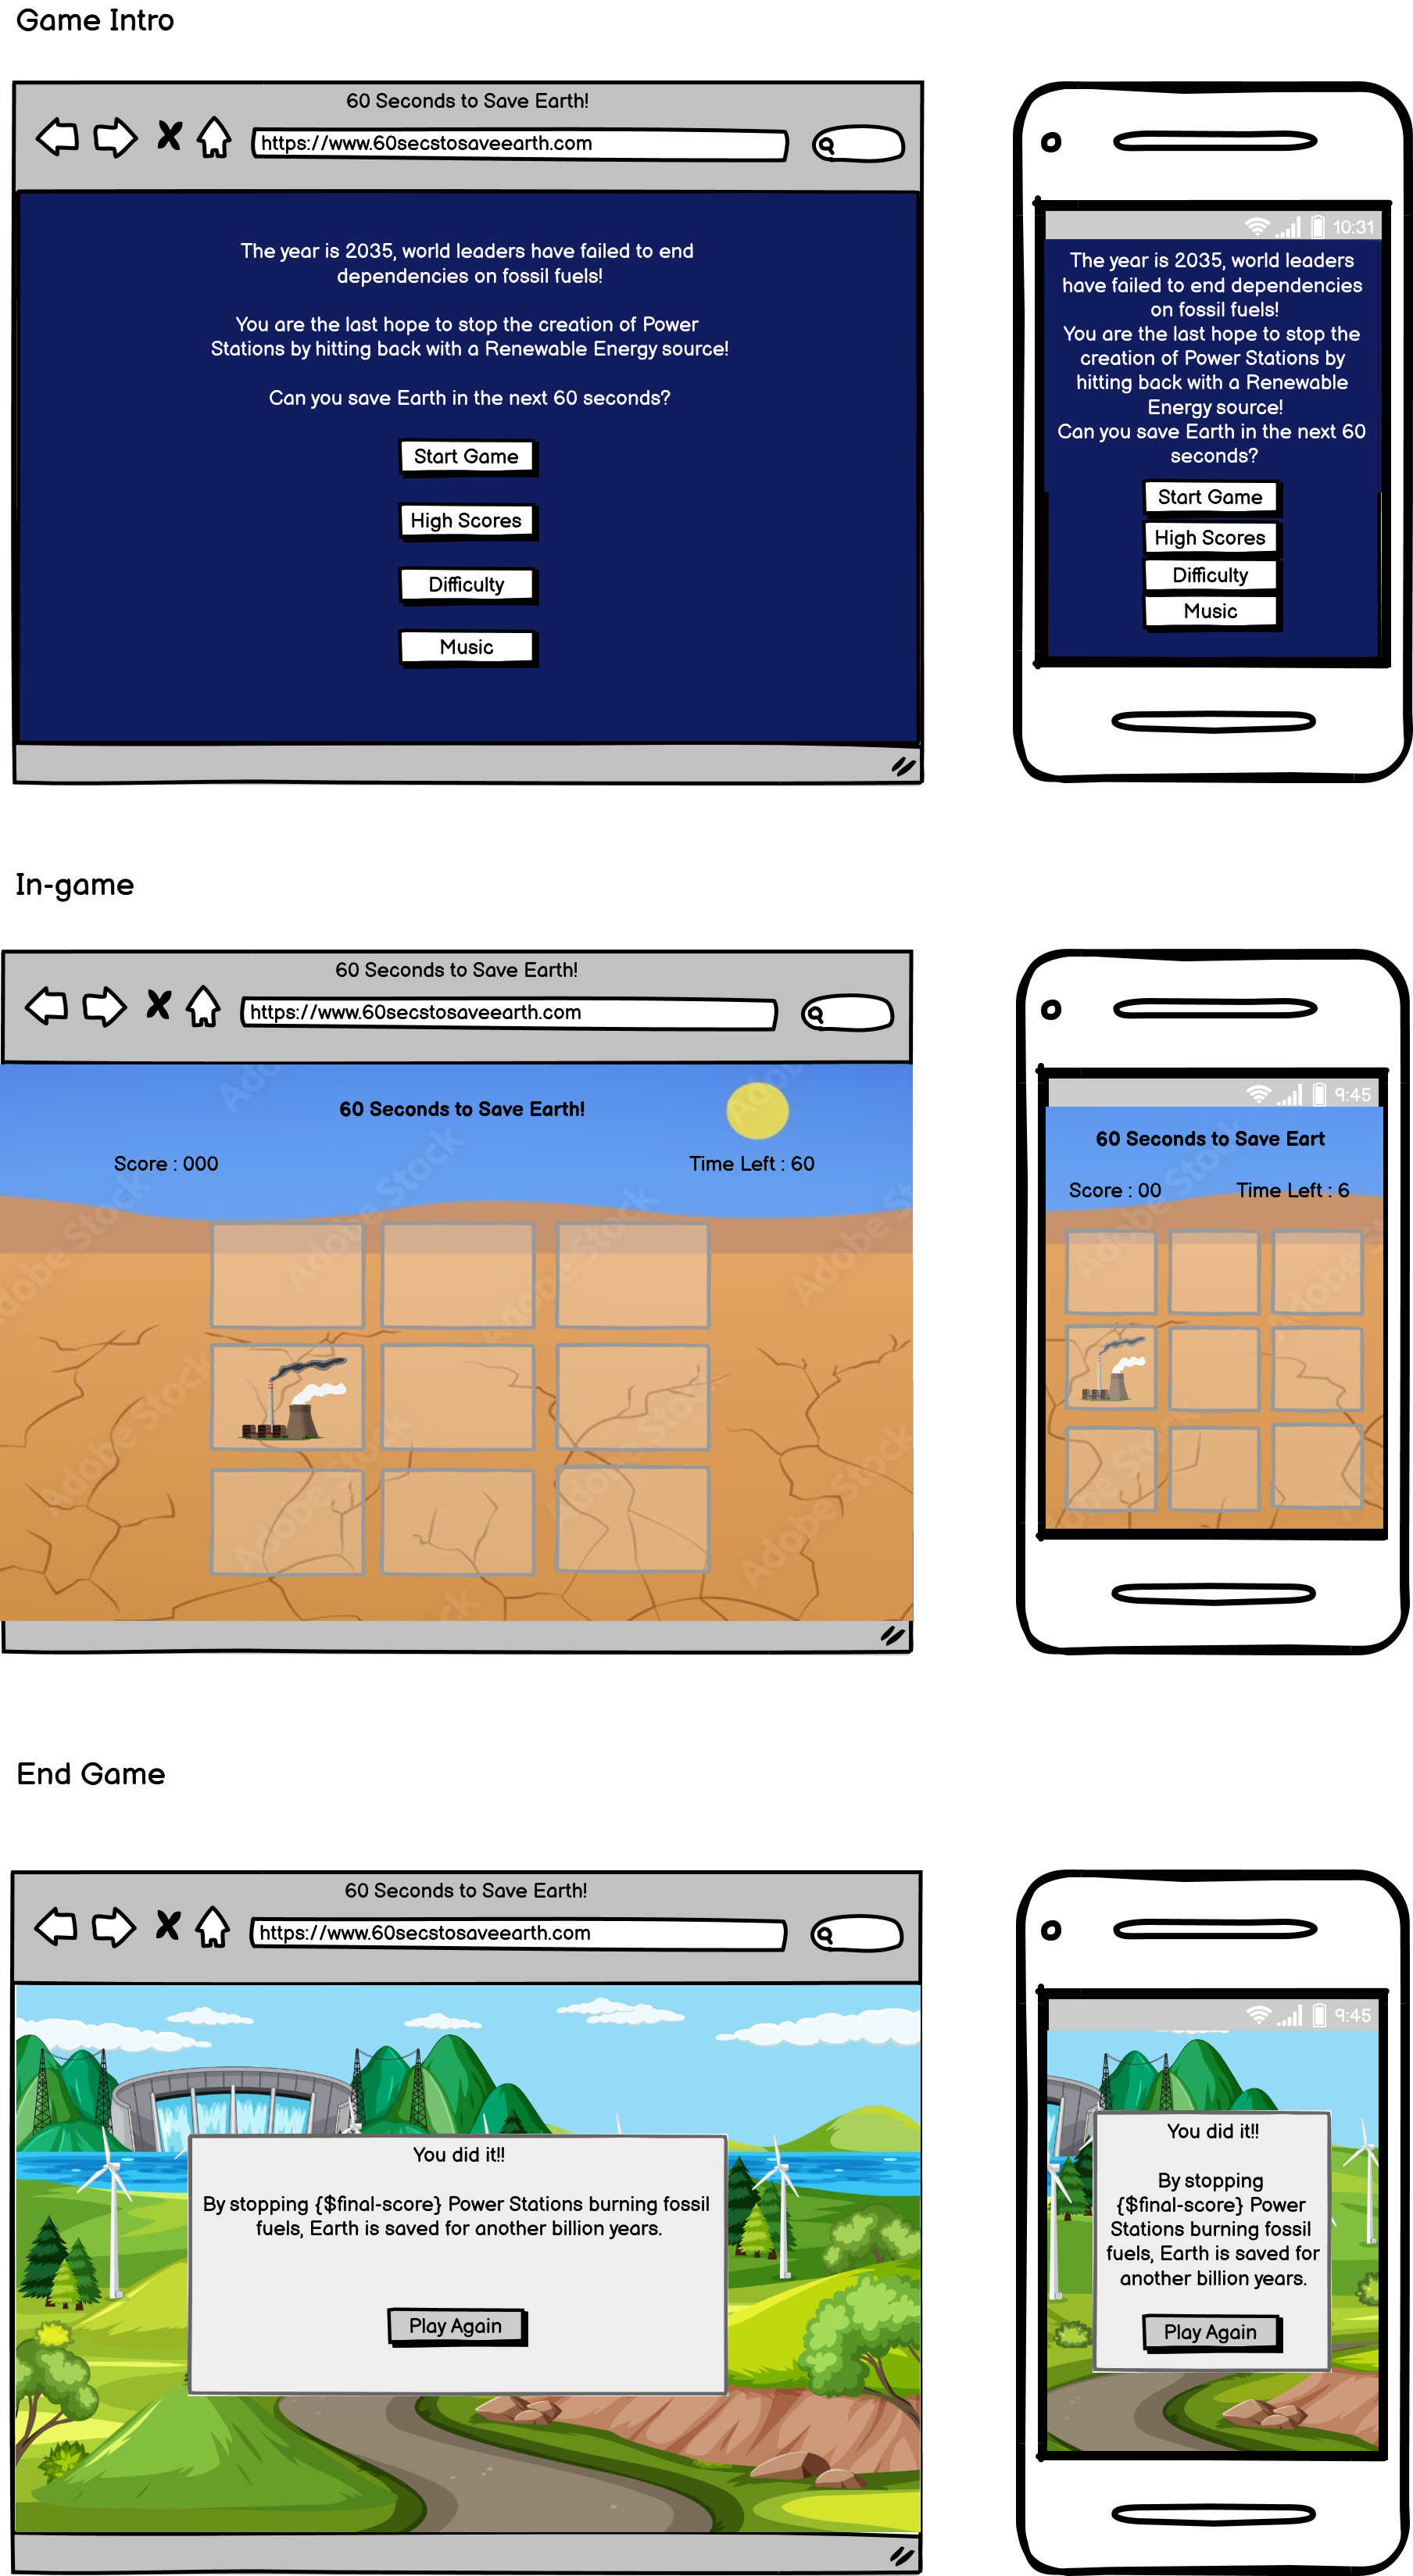 Game Intro
60 Seconds to Save Earth!
https://www.60secstosaveearth.com
The year is 2035, world leaders have failed to end
dependencies on fossil fuels!
You are the last hope to stop the creation of Power
Stations by hitting back with a Renewable Energy source!
Can you save Earth in the next 60 seconds?
Start Game
High Scores
Difficulty
Music
10:31
The year is 2035, world leaders
have failed to end dependencies
on fossil fuels!
You are the last hope to stop the
creation of Power Stations by
hitting back with a Renewable
Energy source!
Can you save Earth in the next 60
seconds?
Start Game
High Scores
Difficulty
Music
In-game
60 Seconds to Save Earth!
https://www.60secstosaveearth.com
60 Seconds to Save Earth!
Score : 000
Time Left : 60
Adobe Stock
9:45
60 Seconds to Save Eart
Score : 00
Time Left : 6
End Game
60 Seconds to Save Earth!
https://www.60secstosaveearth.com
You did it!!
By stopping {$final-score} Power Stations burning fossil
fuels, Earth is saved for another billion years.
Play Again
9:45
You did it!!
By stopping
{$final-score} Power
Stations burning fossil
fuels, Earth is saved for
another billion years.
Play Again